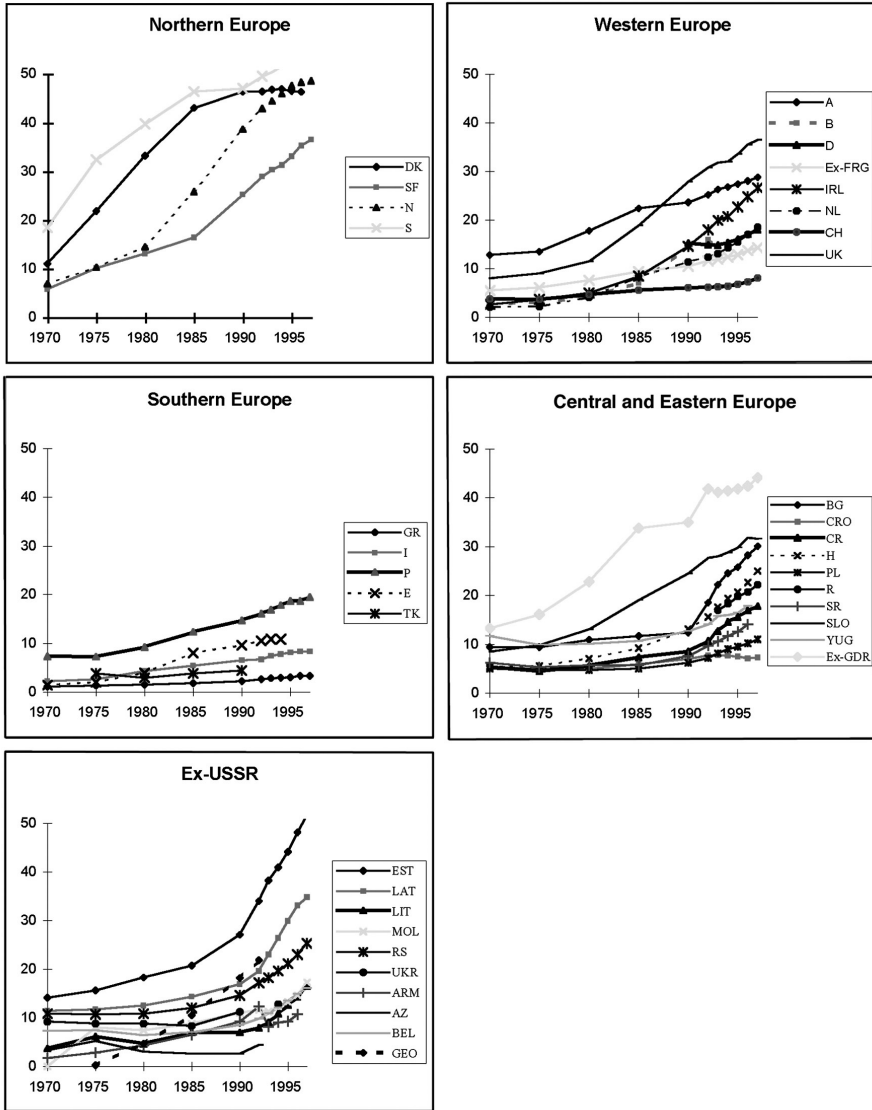 Northern Europe
50
40
30
20
10
0
1970 1975 1980 1985 1990 1995
DK
SF
N
S
Western Europe
50
40
30
20
10
0
1970 1975 1980 1985 1990 1995
A
B
D
Ex-FRG
IRL
NL
CH
UK
Southern Europe
50
40
30
20
10
0
1970 1975 1980 1985 1990 1995
GR
I
P
E
TK
Central and Eastern Europe
50
40
30
20
10
0
1970 1975 1980 1985 1990 1995
BG
CRO
CR
H
PL
R
SR
SLO
YUG
Ex-GDR
Ex-USSR
50
40
30
20
10
0
1970 1975 1980 1985 1990 1995
EST
LAT
LIT
MOL
RS
UKR
ARM
AZ
BEL
GEO